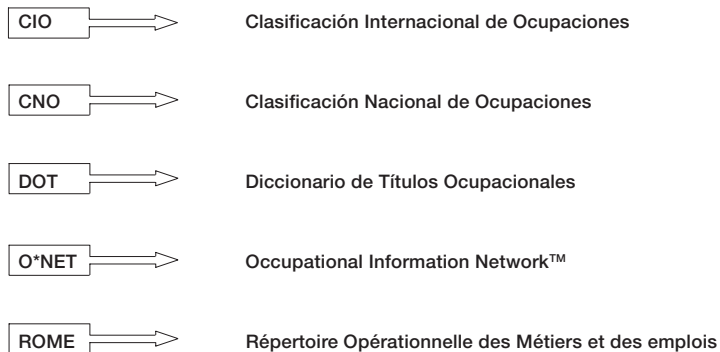 CIO Clasificación Internacional de Ocupaciones
CNO Clasificación Nacional de Ocupaciones
DOT Diccionario de Títulos Ocupacionales
O*NET Occupational Information Network™
ROME Répertoire Opérationnelle des Métiers et des emplois